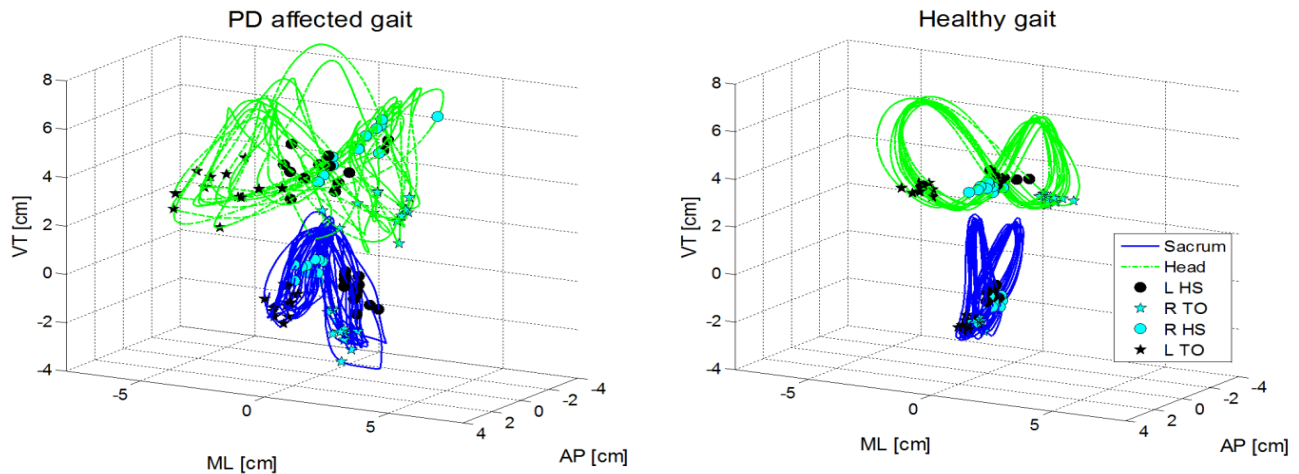 PD affected gait
8
6
4
2
0
-2
-4
VT [cm]
-5
0
5
ML [cm]
-4
-2
0
2
4
AP [cm]
Healthy gait
8
6
4
2
0
-2
-4
VT [cm]
-5
0
5
ML [cm]
-4
-2
0
2
4
AP [cm]
Sacrum
Head
L HS
R TO
R HS
L TO